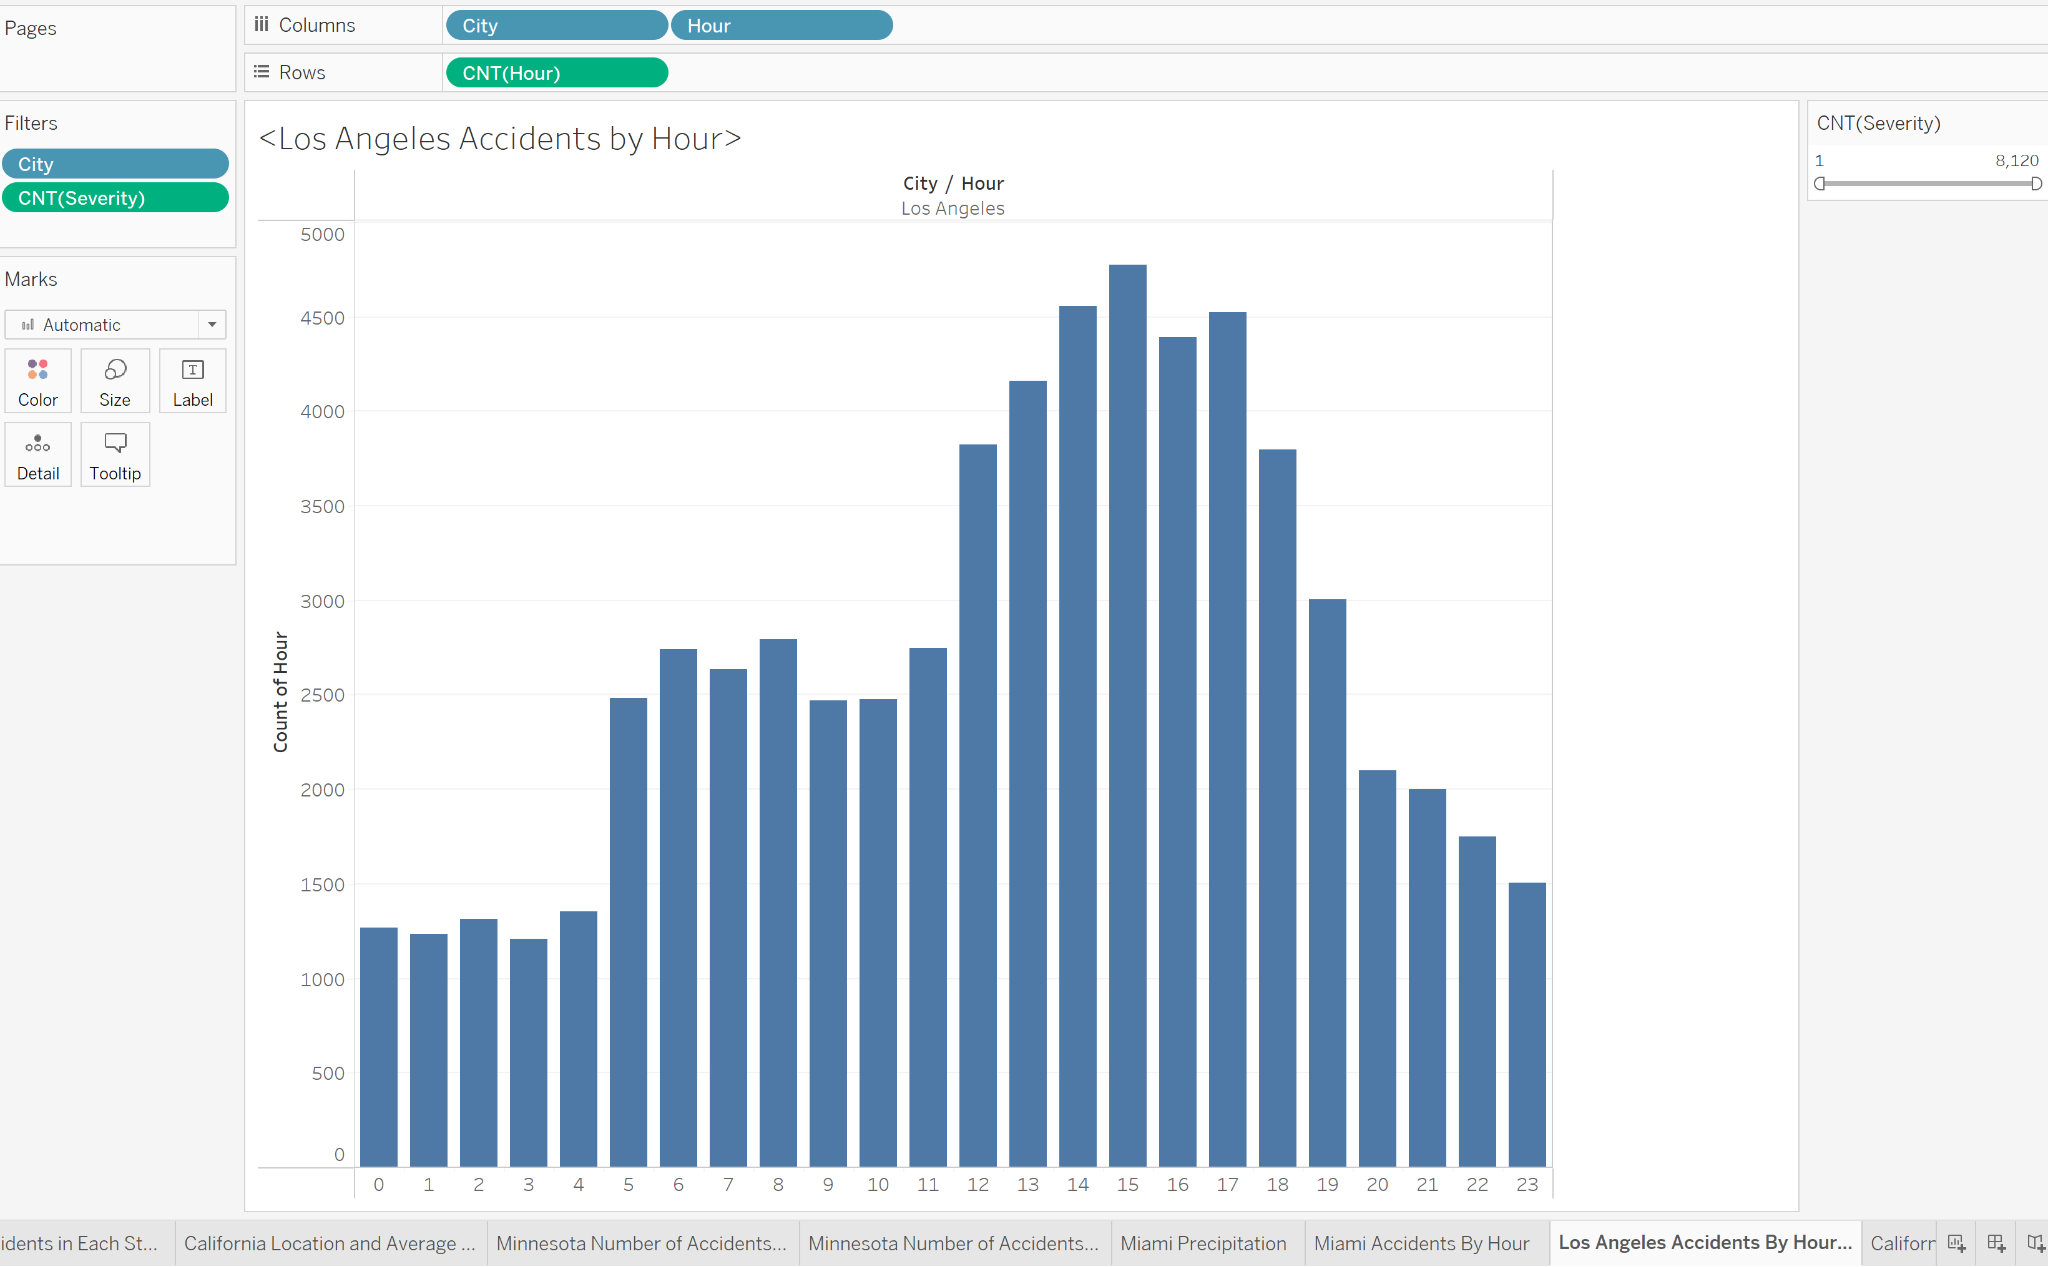 Pages
Columns City Hour
Rows CNT(Hour)
Filters
City
CNT(Severity)
Marks
Automatic
Color Size Label
Detail Tooltip
<Los Angeles Accidents by Hour>
City / Hour
Los Angeles
Count of Hour
5000
4500
4000
3500
3000
2500
2000
1500
1000
500
0
0 1 2 3 4 5 6 7 8 9 10 11 12 13 14 15 16 17 18 19 20 21 22 23
CNT(Severity)
1 8,120
idents in Each St... California Location and Average ... Minnesota Number of Accidents... Minnesota Number of Accidents... Miami Precipitation Miami Accidents By Hour Los Angeles Accidents By Hour... Californ